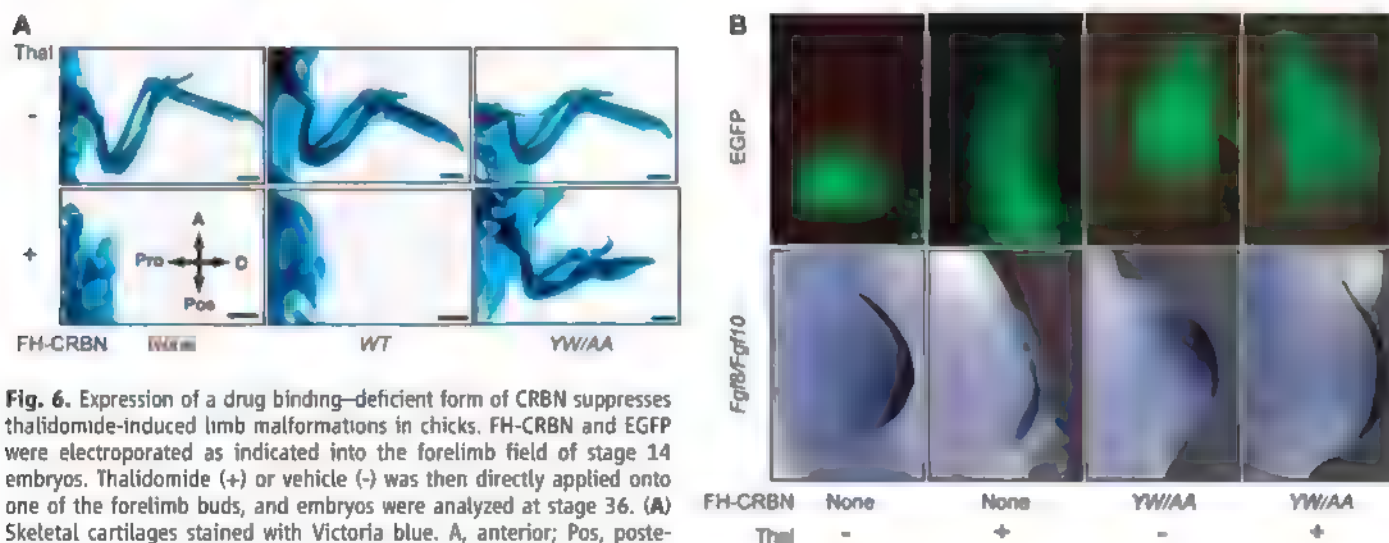 A
Thal
-
+
A
Pro D
Pos
FH-CRBN WT YW/AA
Fig. 6. Expression of a drug binding–deficient form of CRBN suppresses
thalidomide-induced limb malformations in chicks. FH-CRBN and EGFP
were electroporated as indicated into the forelimb field of stage 14
embryos. Thalidomide (+) or vehicle (-) was then directly applied onto
one of the forelimb buds, and embryos were analyzed at stage 36. (A)
Skeletal cartilages stained with Victoria blue. A, anterior; Pos, poste-
B
EGFP
Fgf8/Fgf10
FH-CRBN None None YW/AA YW/AA
Thal - + - +